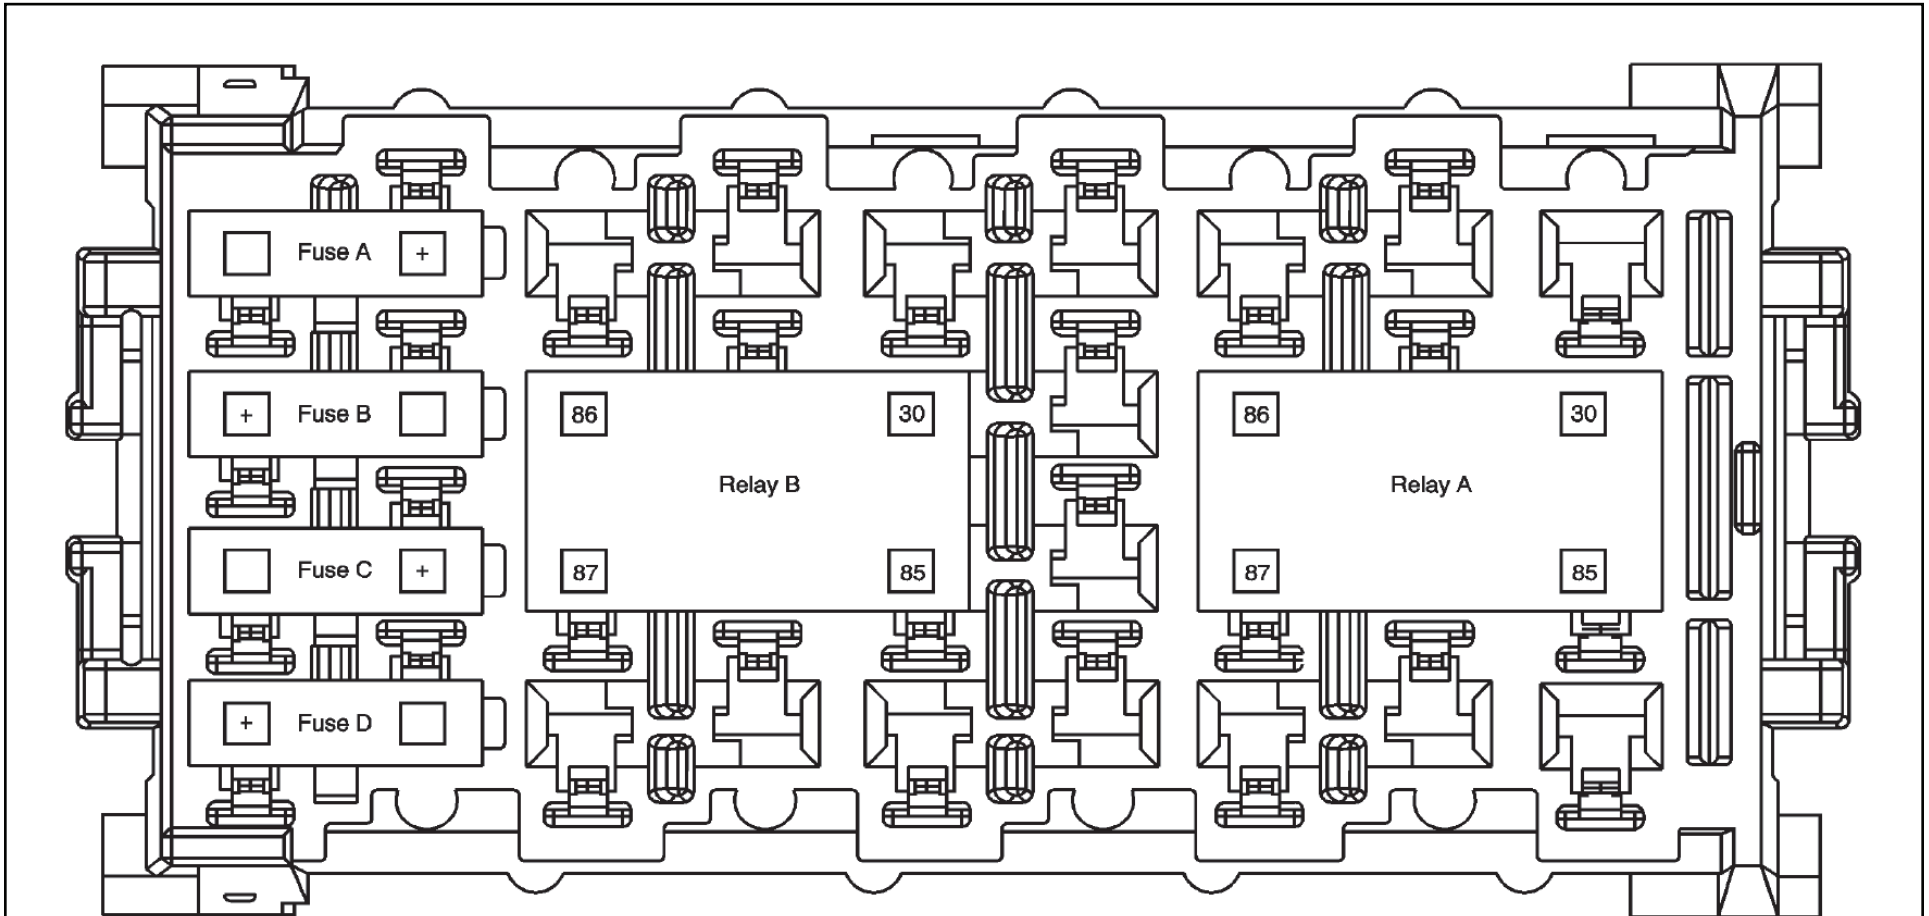 Fuse A +
+ Fuse B
86 30
86 30
Relay B
Relay A
Fuse C +
87 85
87 85
+ Fuse D